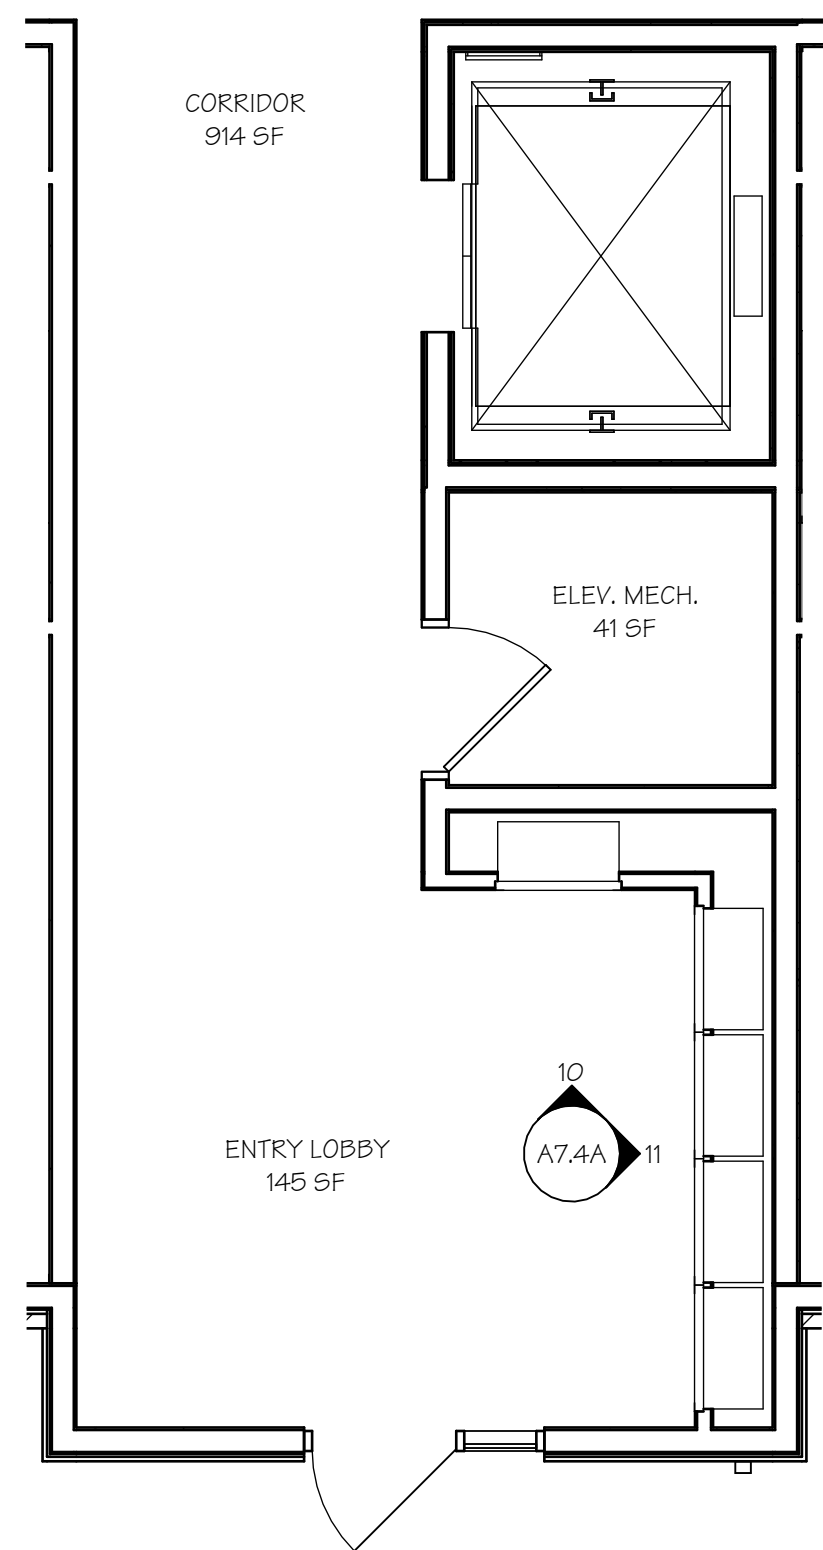 CORRIDOR
914 SF
ELEV. MECH.
41 SF
10
ENTRY LOBBY
145 SF
A7.4A
11